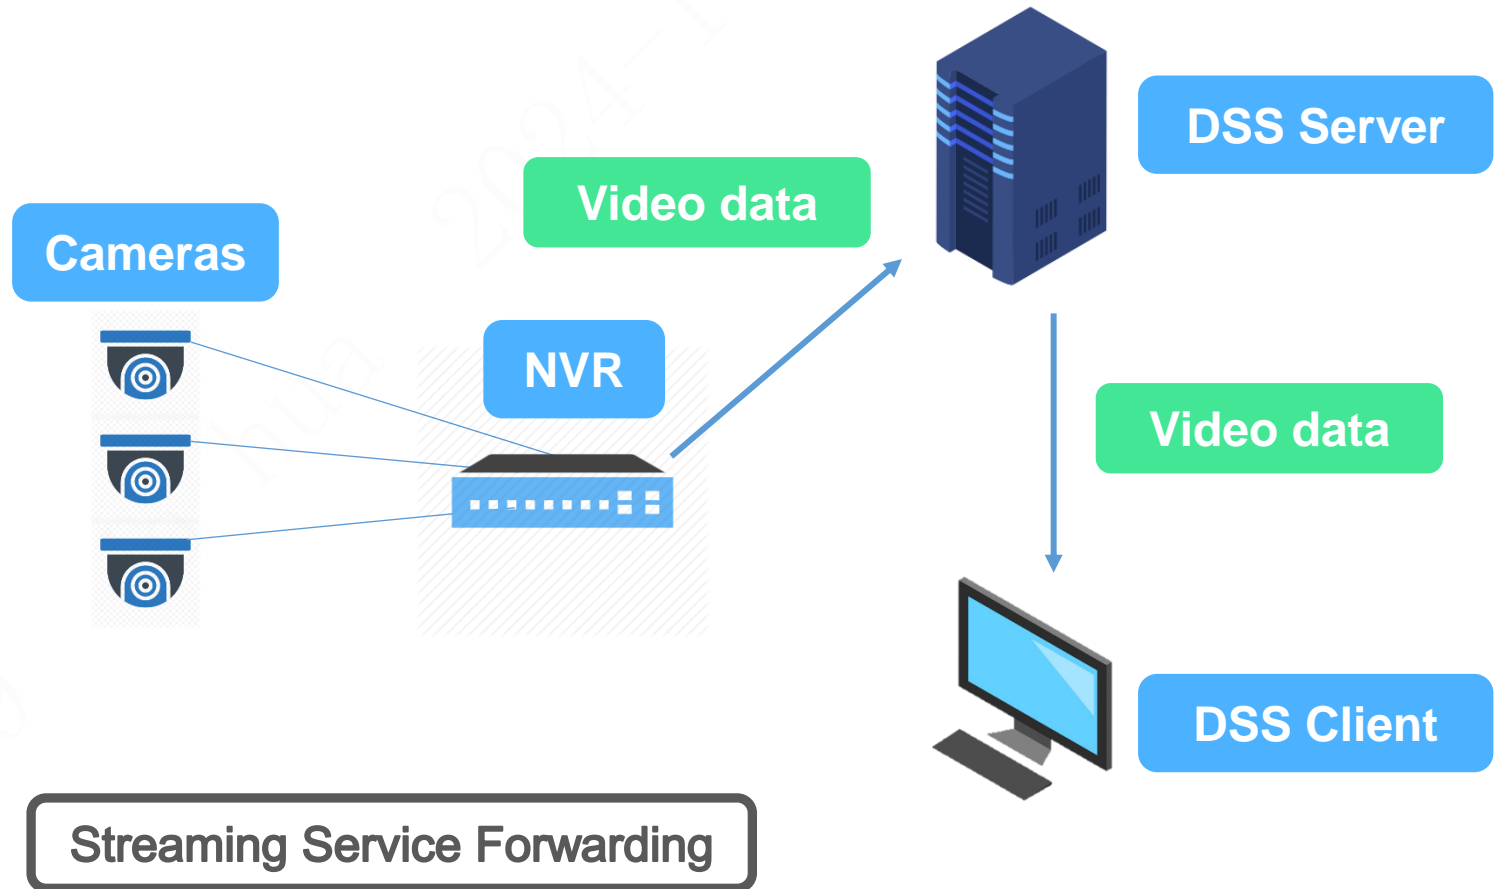 DSS Server
Video data
Cameras
NVR
Video data
DSS Client
Streaming Service Forwarding